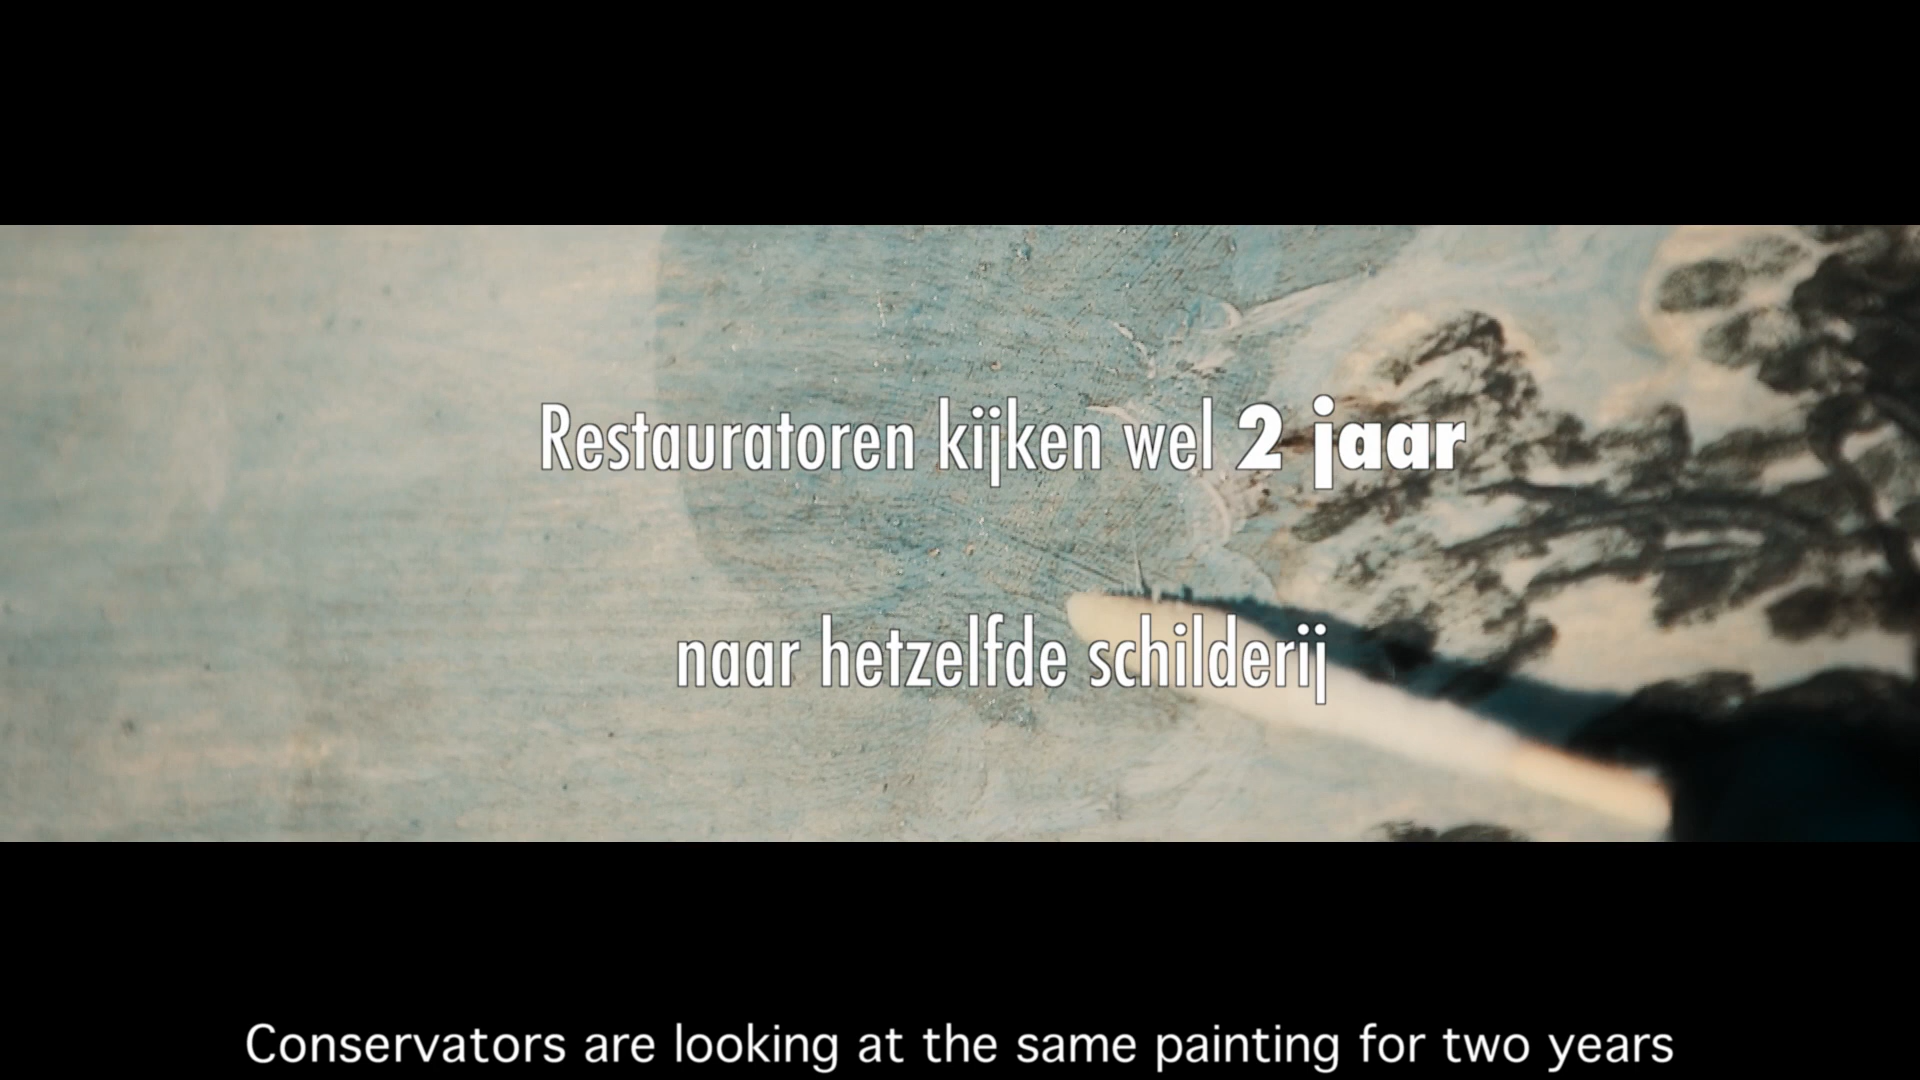 Restauratoren kijken wel 2 jaar
naar hetzelfde schilderij
Conservators are looking at the same painting for two years